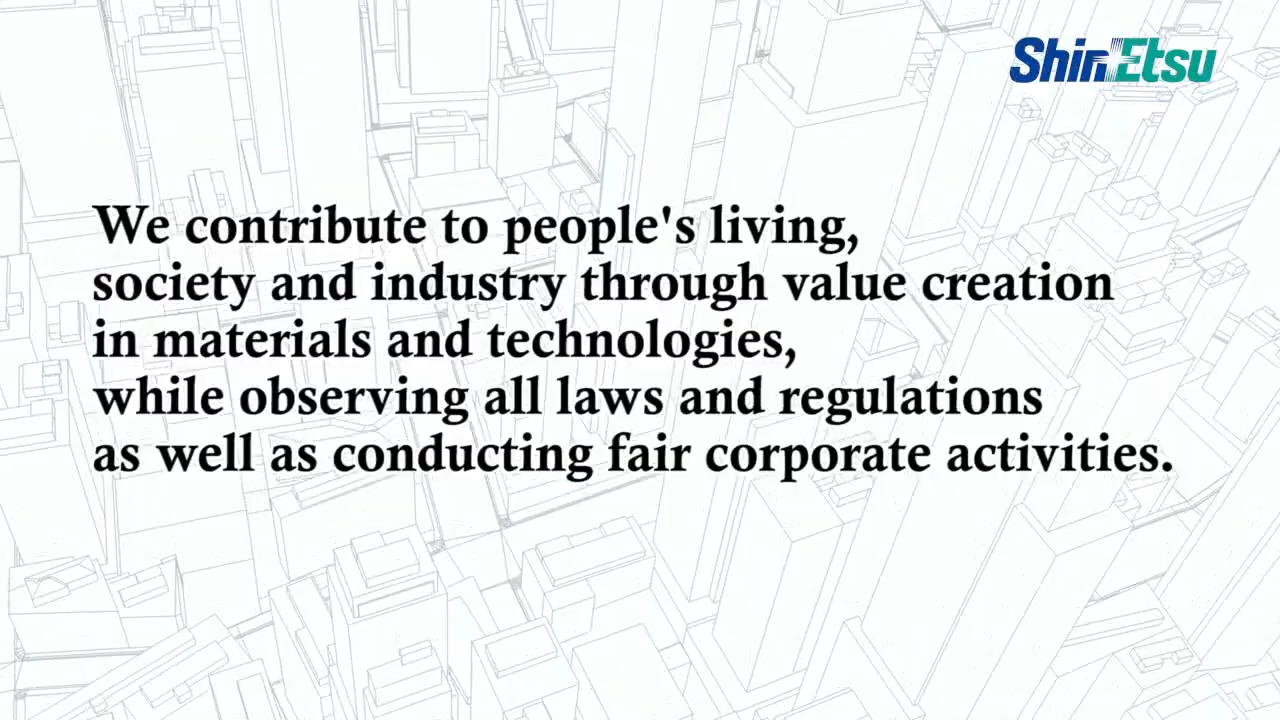 ShinEtsu
We contribute to people's living,
society and industry through value creation
in materials and technologies,
while observing all laws and regulations
as well as conducting fair corporate activities.